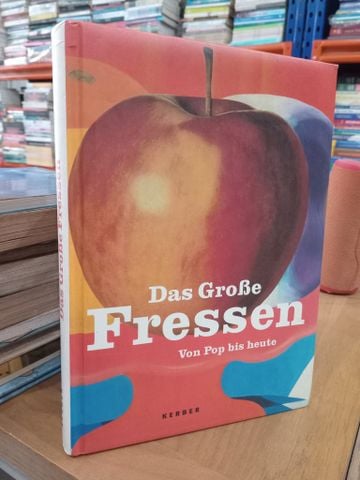 Das Große
Fressen
Von Pop bis heute
KERBER
Das Große Fressen